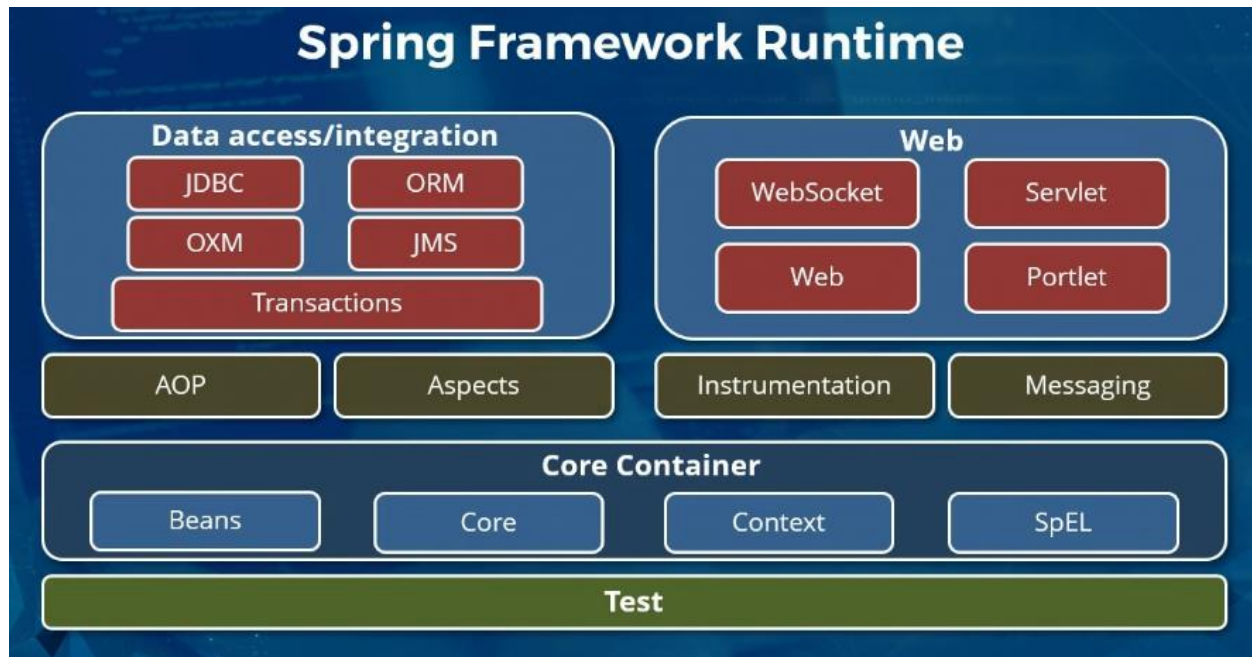 Spring Framework Runtime
Data access/integration
JDBC
ORM
OXM
JMS
Transactions
Web
WebSocket
Servlet
Web
Portlet
AOP
Aspects
Instrumentation
Messaging
Core Container
Beans
Core
Context
SpEL
Test